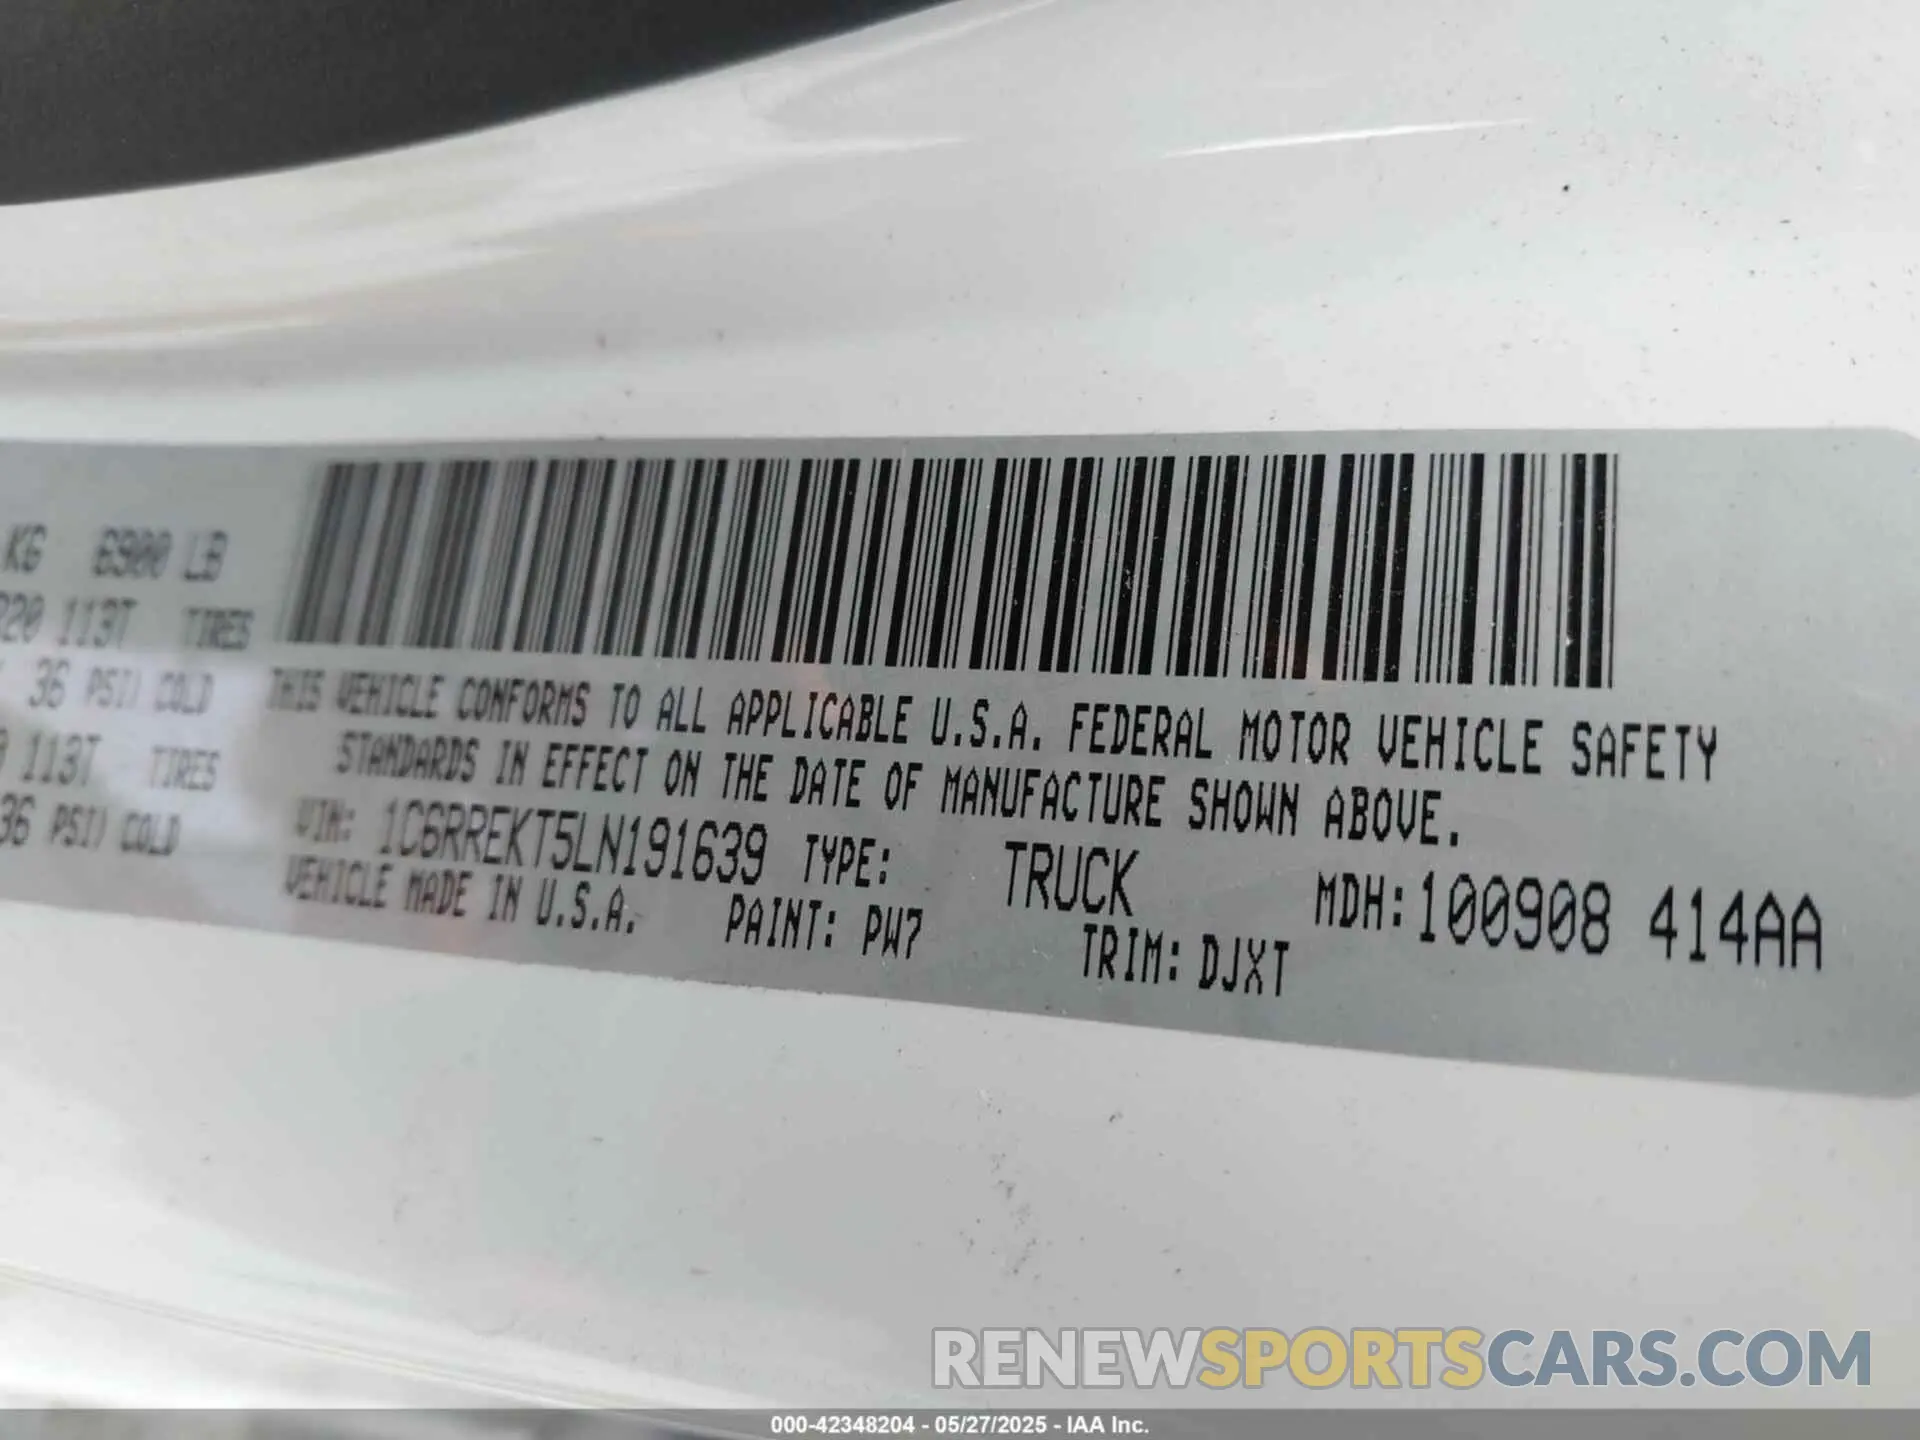 KG 6900 LB
R20 113T TIRES
36 PSI) COLD
113T TIRES
36 PSI) COLD
THIS VEHICLE CONFORMS TO ALL APPLICABLE U.S.A. FEDERAL MOTOR VEHICLE SAFETY
STANDARDS IN EFFECT ON THE DATE OF MANUFACTURE SHOWN ABOVE.
VIN: 1C6RREKT5LN191639 TYPE: TRUCK MDH:100908 414AA
VEHICLE MADE IN U.S.A. PAINT: PW7 TRIM: DJXT
RENEWSPORTSCARS.COM
000-42348204 - 05/27/2025 - IAA Inc.